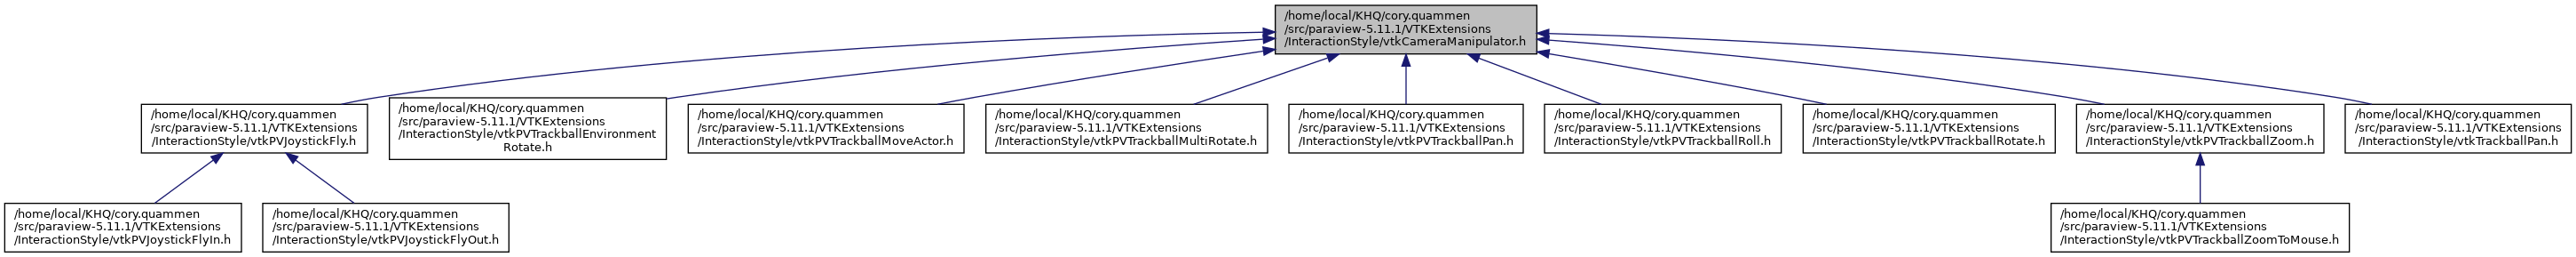 /home/local/KHQ/cory.quammen
/src/paraview-5.11.1/VTKExtensions
/InteractionStyle/vtkCameraManipulator.h
/home/local/KHQ/cory.quammen
/src/paraview-5.11.1/VTKExtensions
/InteractionStyle/vtkPVJoystickFly.h
/home/local/KHQ/cory.quammen
/src/paraview-5.11.1/VTKExtensions
/InteractionStyle/vtkPVTrackballEnvironment
Rotate.h
/home/local/KHQ/cory.quammen
/src/paraview-5.11.1/VTKExtensions
/InteractionStyle/vtkPVTrackballMoveActor.h
/home/local/KHQ/cory.quammen
/src/paraview-5.11.1/VTKExtensions
/InteractionStyle/vtkPVTrackballMultiRotate.h
/home/local/KHQ/cory.quammen
/src/paraview-5.11.1/VTKExtensions
/InteractionStyle/vtkPVTrackballPan.h
/home/local/KHQ/cory.quammen
/src/paraview-5.11.1/VTKExtensions
/InteractionStyle/vtkPVTrackballRoll.h
/home/local/KHQ/cory.quammen
/src/paraview-5.11.1/VTKExtensions
/InteractionStyle/vtkPVTrackballRotate.h
/home/local/KHQ/cory.quammen
/src/paraview-5.11.1/VTKExtensions
/InteractionStyle/vtkPVTrackballZoom.h
/home/local/KHQ/cory.quammen
/src/paraview-5.11.1/VTKExtensions
/InteractionStyle/vtkTrackballPan.h
/home/local/KHQ/cory.quammen
/src/paraview-5.11.1/VTKExtensions
/InteractionStyle/vtkPVJoystickFlyIn.h
/home/local/KHQ/cory.quammen
/src/paraview-5.11.1/VTKExtensions
/InteractionStyle/vtkPVJoystickFlyOut.h
/home/local/KHQ/cory.quammen
/src/paraview-5.11.1/VTKExtensions
/InteractionStyle/vtkPVTrackballZoomToMouse.h